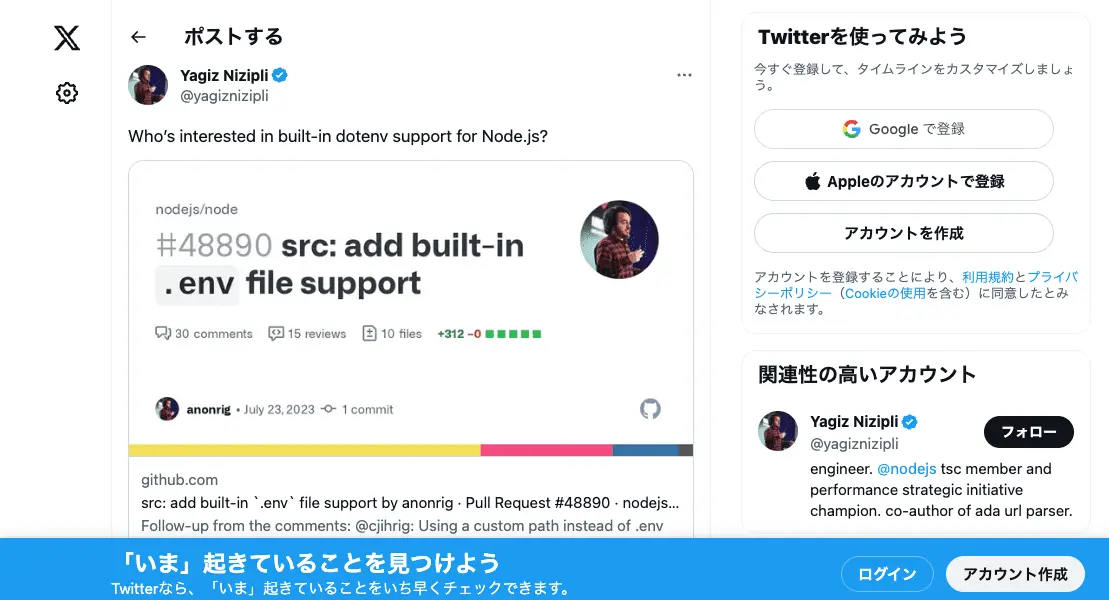 ポストする
Yagiz Nizipli
@yagiznizipli
Who's interested in built-in dotenv support for Node.js?
nodejs/node
#48890 src: add built-in
.env file support
30 comments 15 reviews 10 files +312 −0
anonrig • July 23, 2023 1 commit
github.com
src: add built-in `.env` file support by anonrig · Pull Request #48890 · nodejs...
Follow-up from the comments: @cjihrig: Using a custom path instead of .env
Twitterを使ってみよう
今すぐ登録して、タイムラインをカスタマイズしましょ
う。
Google で登録
Appleのアカウントで登録
アカウントを作成
アカウントを登録することにより、利用規約とプライバ
シーポリシー（Cookieの使用を含む）に同意したとみ
なされます。
関連性の高いアカウント
Yagiz Nizipli
@yagiznizipli
フォロー
engineer. @nodejs tsc member and
performance strategic initiative
champion. co-author of ada url parser.
「いま」起きていることを見つけよう
Twitterなら、「いま」起きていることをいち早くチェックできます。
ログイン
アカウント作成